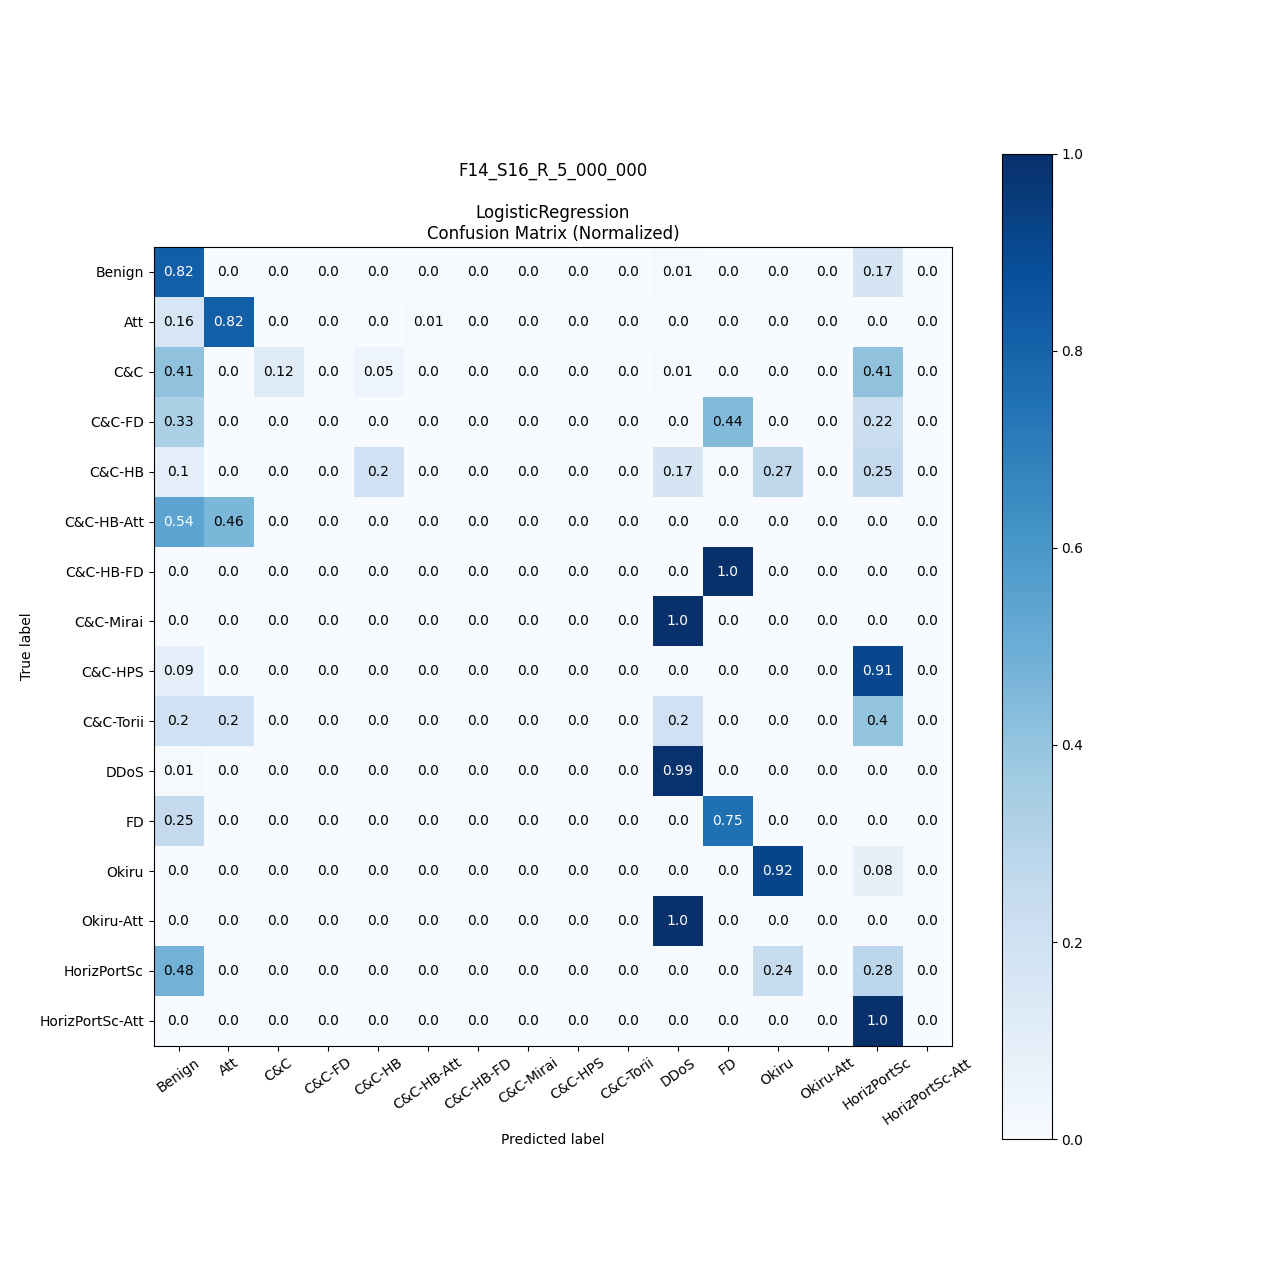 F14_S16_R_5_000_000
LogisticRegression
Confusion Matrix (Normalized)
Benign 0.82 0.0 0.0 0.0 0.0 0.0 0.0 0.0 0.0 0.0 0.01 0.0 0.0 0.0 0.17 0.0
Att 0.16 0.82 0.0 0.0 0.0 0.01 0.0 0.0 0.0 0.0 0.0 0.0 0.0 0.0 0.0 0.0
C&C 0.41 0.0 0.12 0.0 0.05 0.0 0.0 0.0 0.0 0.0 0.01 0.0 0.0 0.0 0.41 0.0
C&C-FD 0.33 0.0 0.0 0.0 0.0 0.0 0.0 0.0 0.0 0.0 0.0 0.44 0.0 0.0 0.22 0.0
C&C-HB 0.1 0.0 0.0 0.0 0.2 0.0 0.0 0.0 0.0 0.0 0.17 0.0 0.27 0.0 0.25 0.0
C&C-HB-Att 0.54 0.46 0.0 0.0 0.0 0.0 0.0 0.0 0.0 0.0 0.0 0.0 0.0 0.0 0.0 0.0
C&C-HB-FD 0.0 0.0 0.0 0.0 0.0 0.0 0.0 0.0 0.0 0.0 0.0 1.0 0.0 0.0 0.0 0.0
C&C-Mirai 0.0 0.0 0.0 0.0 0.0 0.0 0.0 0.0 0.0 0.0 1.0 0.0 0.0 0.0 0.0 0.0
C&C-HPS 0.09 0.0 0.0 0.0 0.0 0.0 0.0 0.0 0.0 0.0 0.0 0.0 0.0 0.0 0.91 0.0
C&C-Torii 0.2 0.2 0.0 0.0 0.0 0.0 0.0 0.0 0.0 0.0 0.2 0.0 0.0 0.0 0.4 0.0
DDoS 0.01 0.0 0.0 0.0 0.0 0.0 0.0 0.0 0.0 0.0 0.99 0.0 0.0 0.0 0.0 0.0
FD 0.25 0.0 0.0 0.0 0.0 0.0 0.0 0.0 0.0 0.0 0.0 0.75 0.0 0.0 0.0 0.0
Okiru 0.0 0.0 0.0 0.0 0.0 0.0 0.0 0.0 0.0 0.0 0.0 0.0 0.92 0.0 0.08 0.0
Okiru-Att 0.0 0.0 0.0 0.0 0.0 0.0 0.0 0.0 0.0 0.0 1.0 0.0 0.0 0.0 0.0 0.0
HorizPortSc 0.48 0.0 0.0 0.0 0.0 0.0 0.0 0.0 0.0 0.0 0.0 0.0 0.24 0.0 0.28 0.0
HorizPortSc-Att 0.0 0.0 0.0 0.0 0.0 0.0 0.0 0.0 0.0 0.0 0.0 0.0 0.0 0.0 1.0 0.0
Benign Att C&C C&C-FD C&C-HB C&C-HB-Att C&C-HB-FD C&C-Mirai C&C-HPS C&C-Torii DDoS FD Okiru Okiru-Att HorizPortSc HorizPortSc-Att
Predicted label
True label
1.0
0.8
0.6
0.4
0.2
0.0